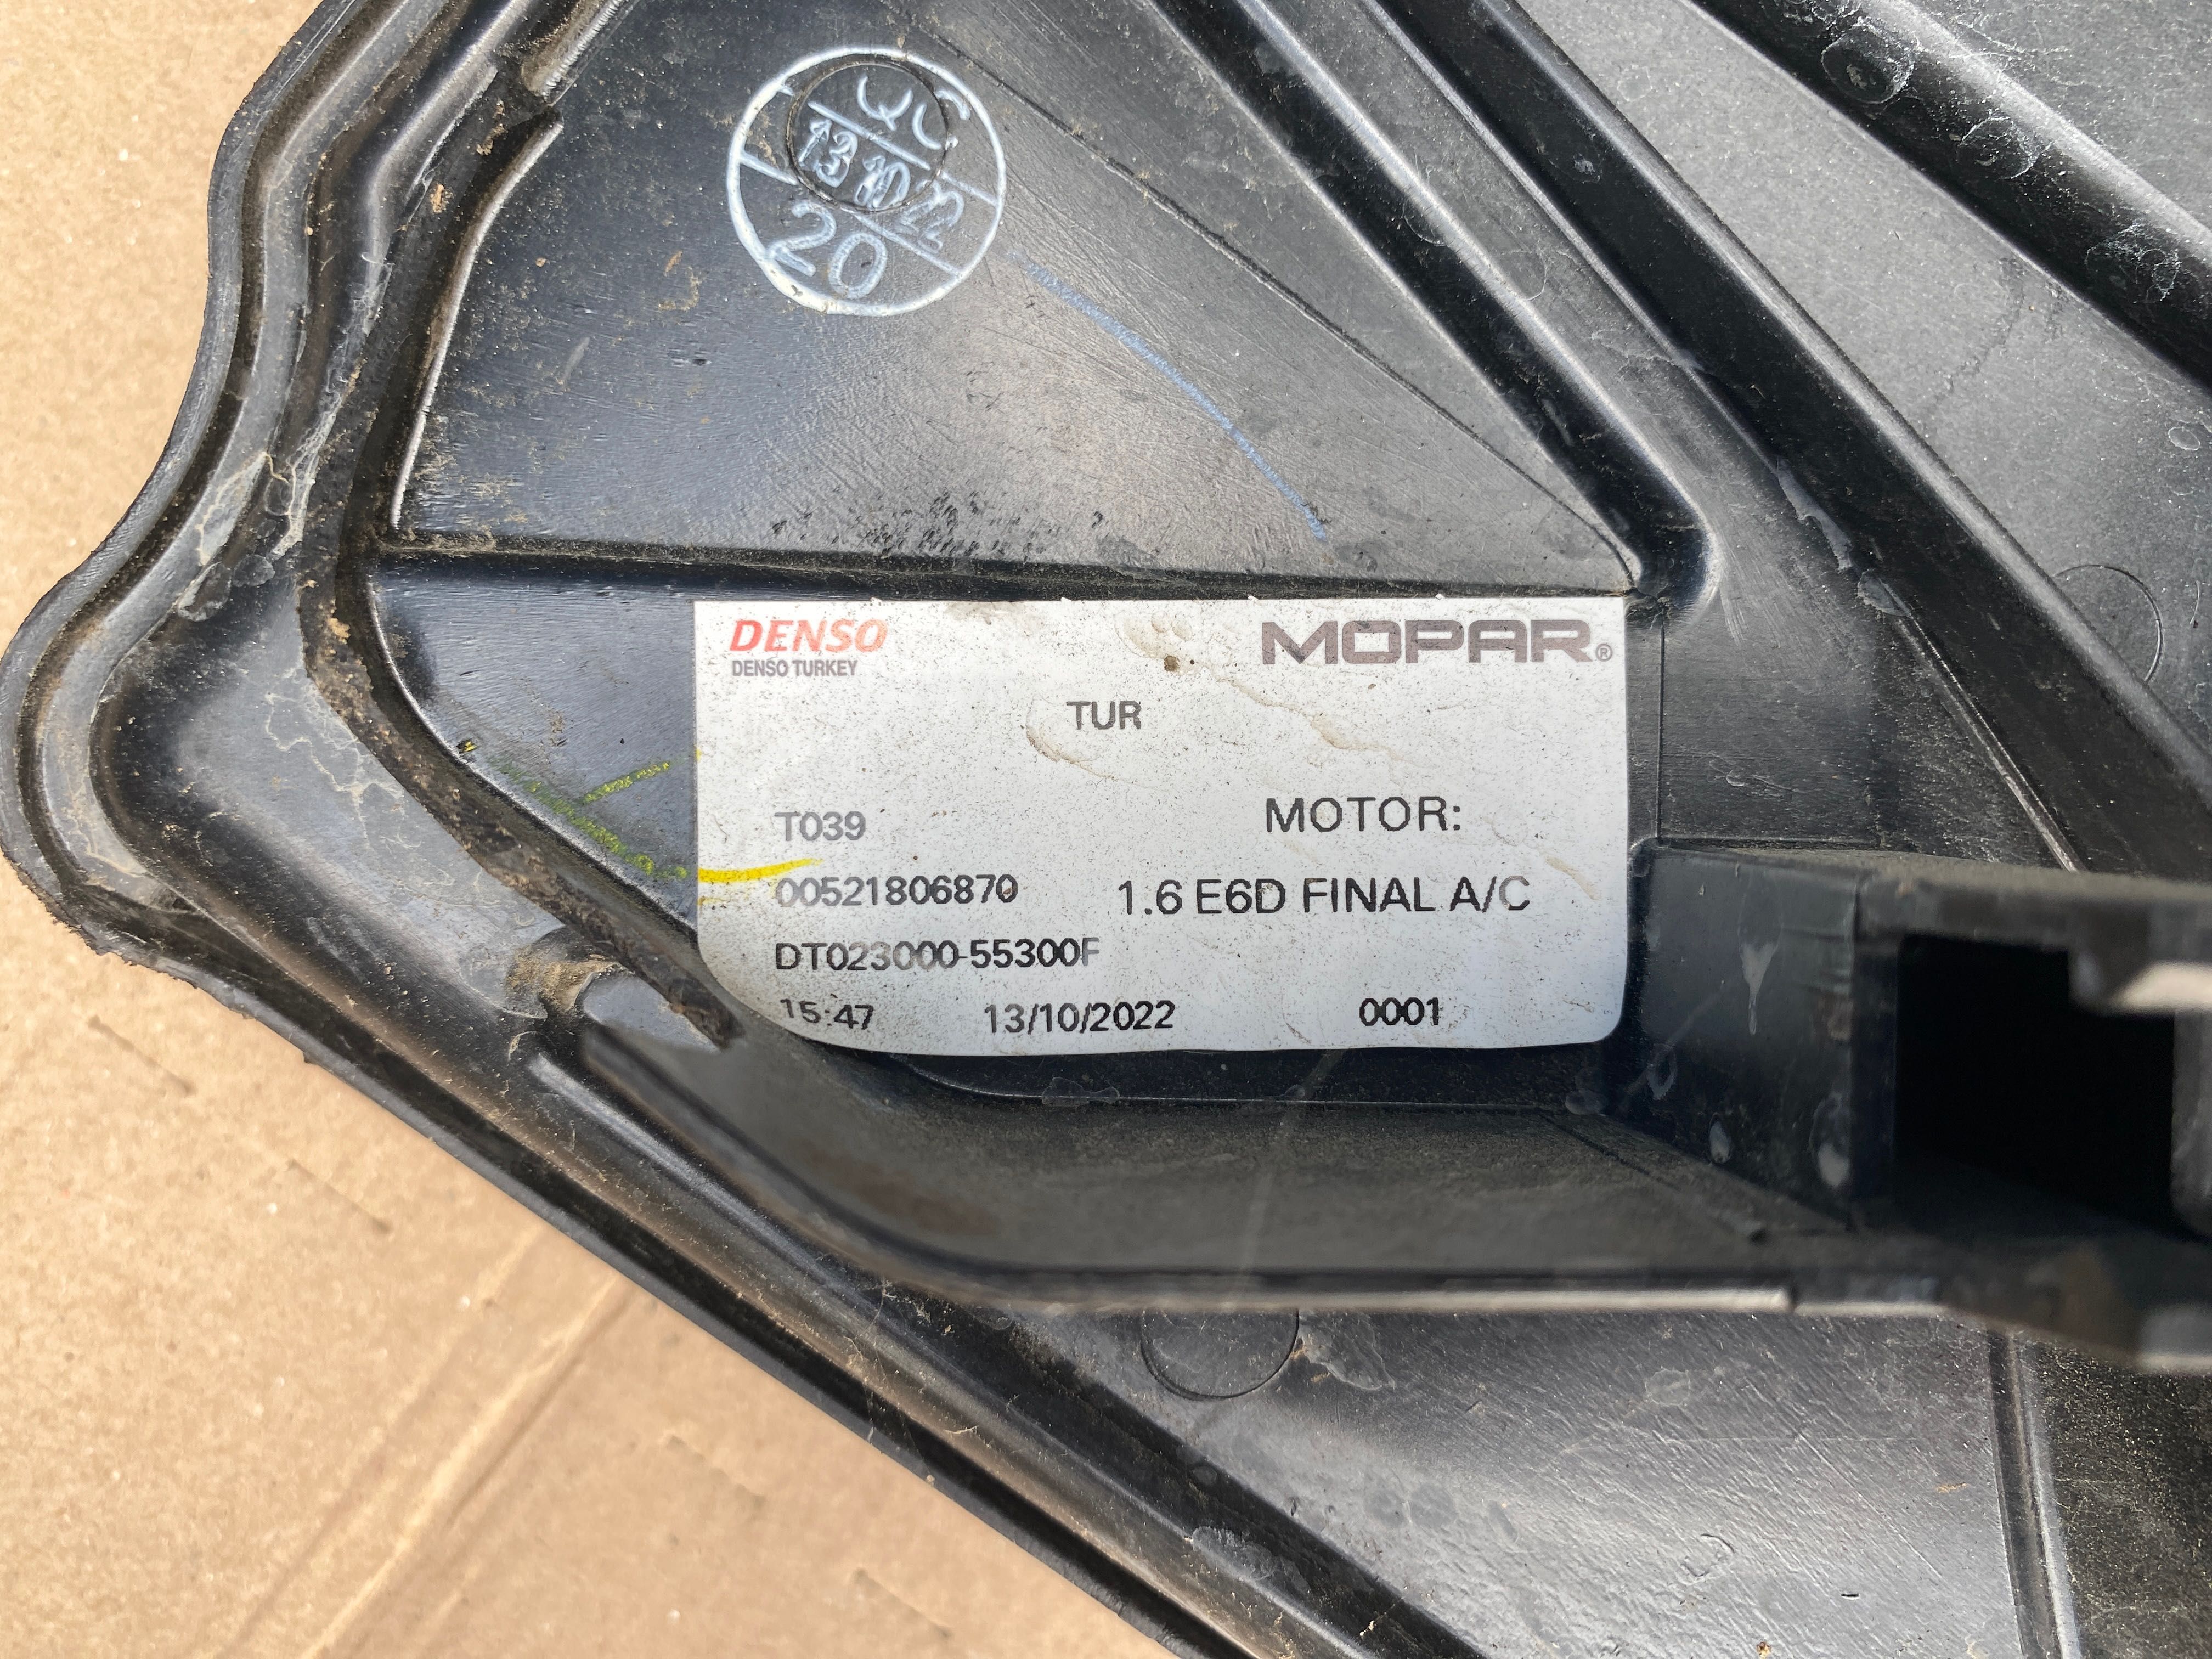 QC
13 10 22
20
DENSO
DENSO TURKEY
MOPAR®
TUR
T039
MOTOR:
00521806870
1.6 E6D FINAL A/C
DT023000-55300F
15:47 13/10/2022 0001